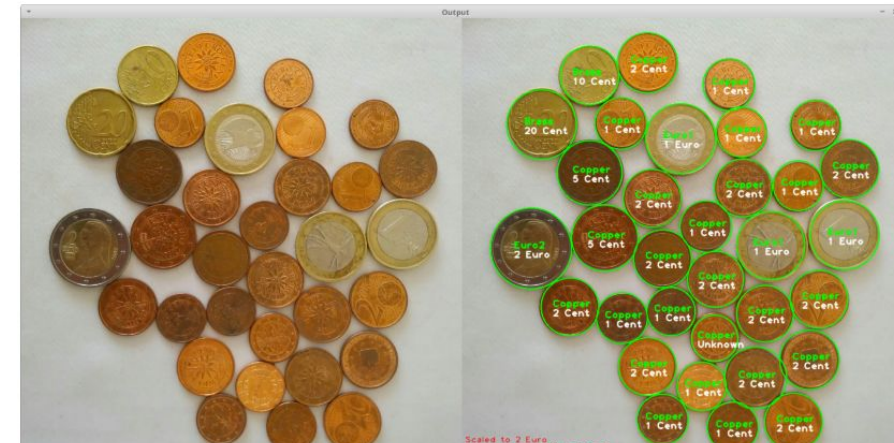 Output
Copper
2 Cent
Brass
10 Cent
Copper
1 Cent
Brass
20 Cent
Copper
1 Cent
Euro1
1 Euro
Copper
1 Cent
Copper
1 Cent
Copper
5 Cent
Copper
2 Cent
Copper
2 Cent
Copper
1 Cent
Copper
2 Cent
Euro2
2 Euro
Copper
5 Cent
Copper
1 Cent
Euro1
1 Euro
Euro1
1 Euro
Copper
2 Cent
Copper
2 Cent
Copper
2 Cent
Copper
1 Cent
Copper
1 Cent
Copper
2 Cent
Copper
2 Cent
Copper
Unknown
Copper
2 Cent
Copper
1 Cent
Copper
2 Cent
Copper
2 Cent
Copper
1 Cent
Copper
1 Cent
Copper
2 Cent
Scaled to 2 Euro
20